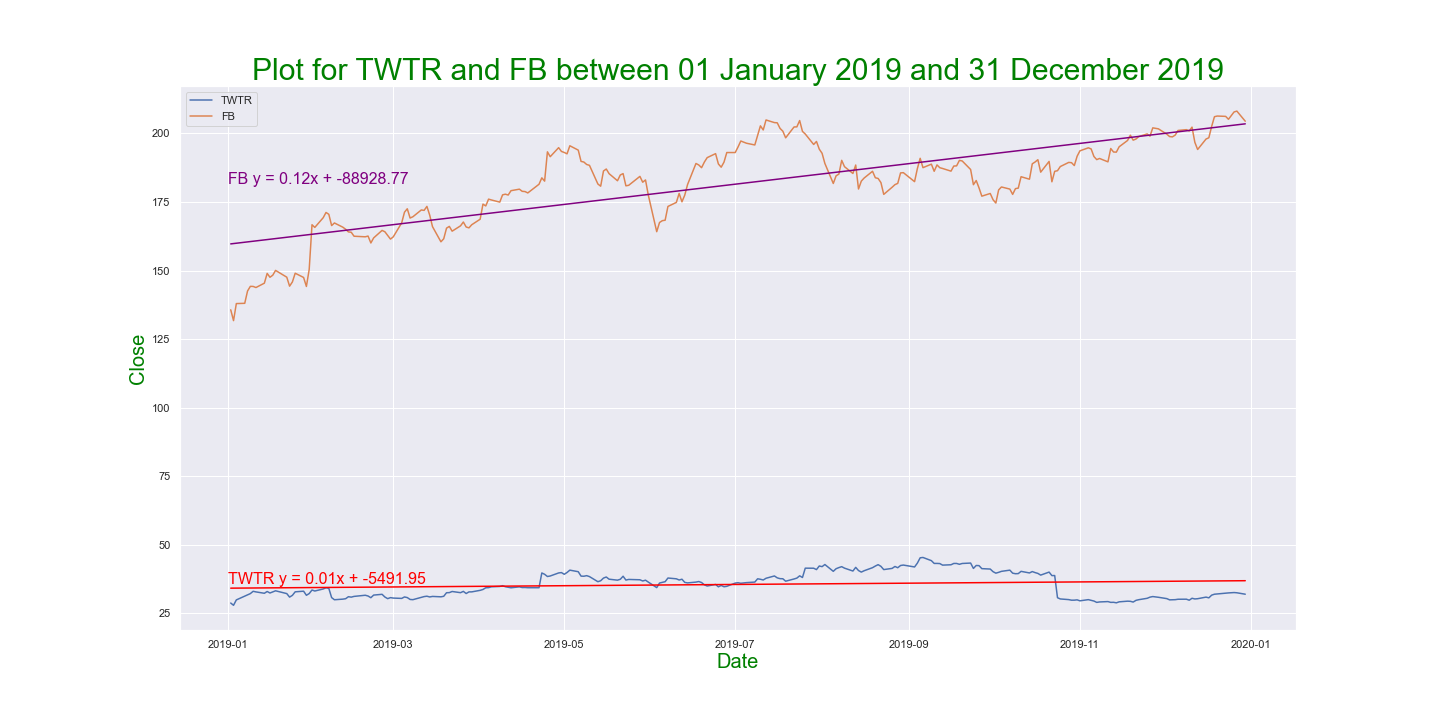 Plot for TWTR and FB between 01 January 2019 and 31 December 2019
TWTR
FB
200
FB y = 0.12x + -88928.77
175
150
125
Close
100
75
50
TWTR y = 0.01x + -5491.95
25
2019-01 2019-03 2019-05 2019-07 2019-09 2019-11 2020-01
Date